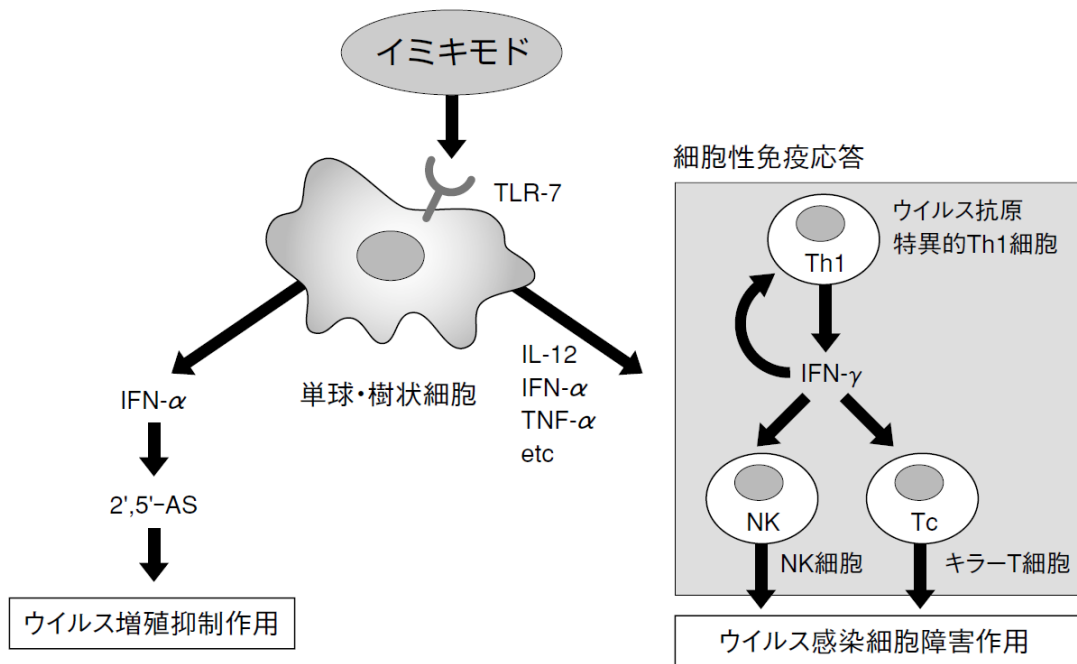 イミキモド
TLR-7
単球・樹状細胞
IFN-α
2',5'-AS
ウイルス増殖抑制作用
IL-12
IFN-α
TNF-α
etc
細胞性免疫応答
ウイルス抗原
特異的Th1細胞
Th1
IFN-γ
NK
Tc
NK細胞
キラーT細胞
ウイルス感染細胞障害作用